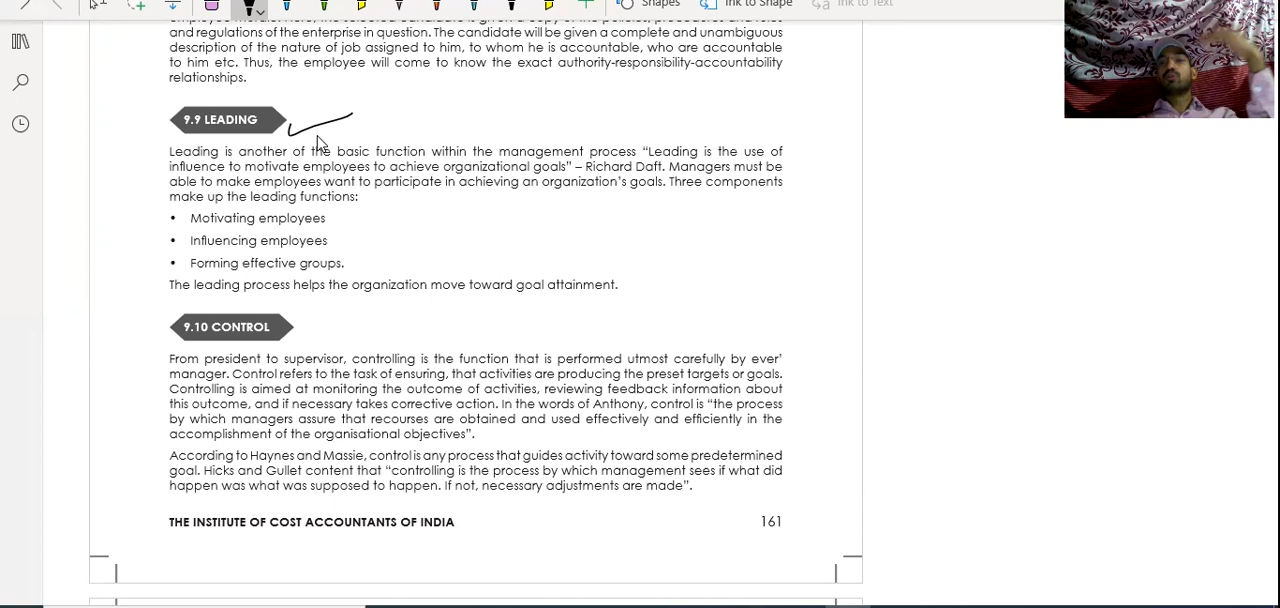 Shapes
Ink to Shape
Ink to Text
and regulations of the enterprise in question. The candidate will be given a complete and unambiguous
description of the nature of job assigned to him, to whom he is accountable, who are accountable
to him etc. Thus, the employee will come to know the exact authority-responsibility-accountability
relationships.
9.9 LEADING
Leading is another of the basic function within the management process “Leading is the use of
influence to motivate employees to achieve organizational goals” – Richard Daft. Managers must be
able to make employees want to participate in achieving an organization’s goals. Three components
make up the leading functions:
• Motivating employees
• Influencing employees
• Forming effective groups.
The leading process helps the organization move toward goal attainment.
9.10 CONTROL
From president to supervisor, controlling is the function that is performed utmost carefully by ever’
manager. Control refers to the task of ensuring, that activities are producing the preset targets or goals.
Controlling is aimed at monitoring the outcome of activities, reviewing feedback information about
this outcome, and if necessary takes corrective action. In the words of Anthony, control is “the process
by which managers assure that recourses are obtained and used effectively and efficiently in the
accomplishment of the organisational objectives”.
According to Haynes and Massie, control is any process that guides activity toward some predetermined
goal. Hicks and Gullet content that “controlling is the process by which management sees if what did
happen was what was supposed to happen. If not, necessary adjustments are made”.
THE INSTITUTE OF COST ACCOUNTANTS OF INDIA 161